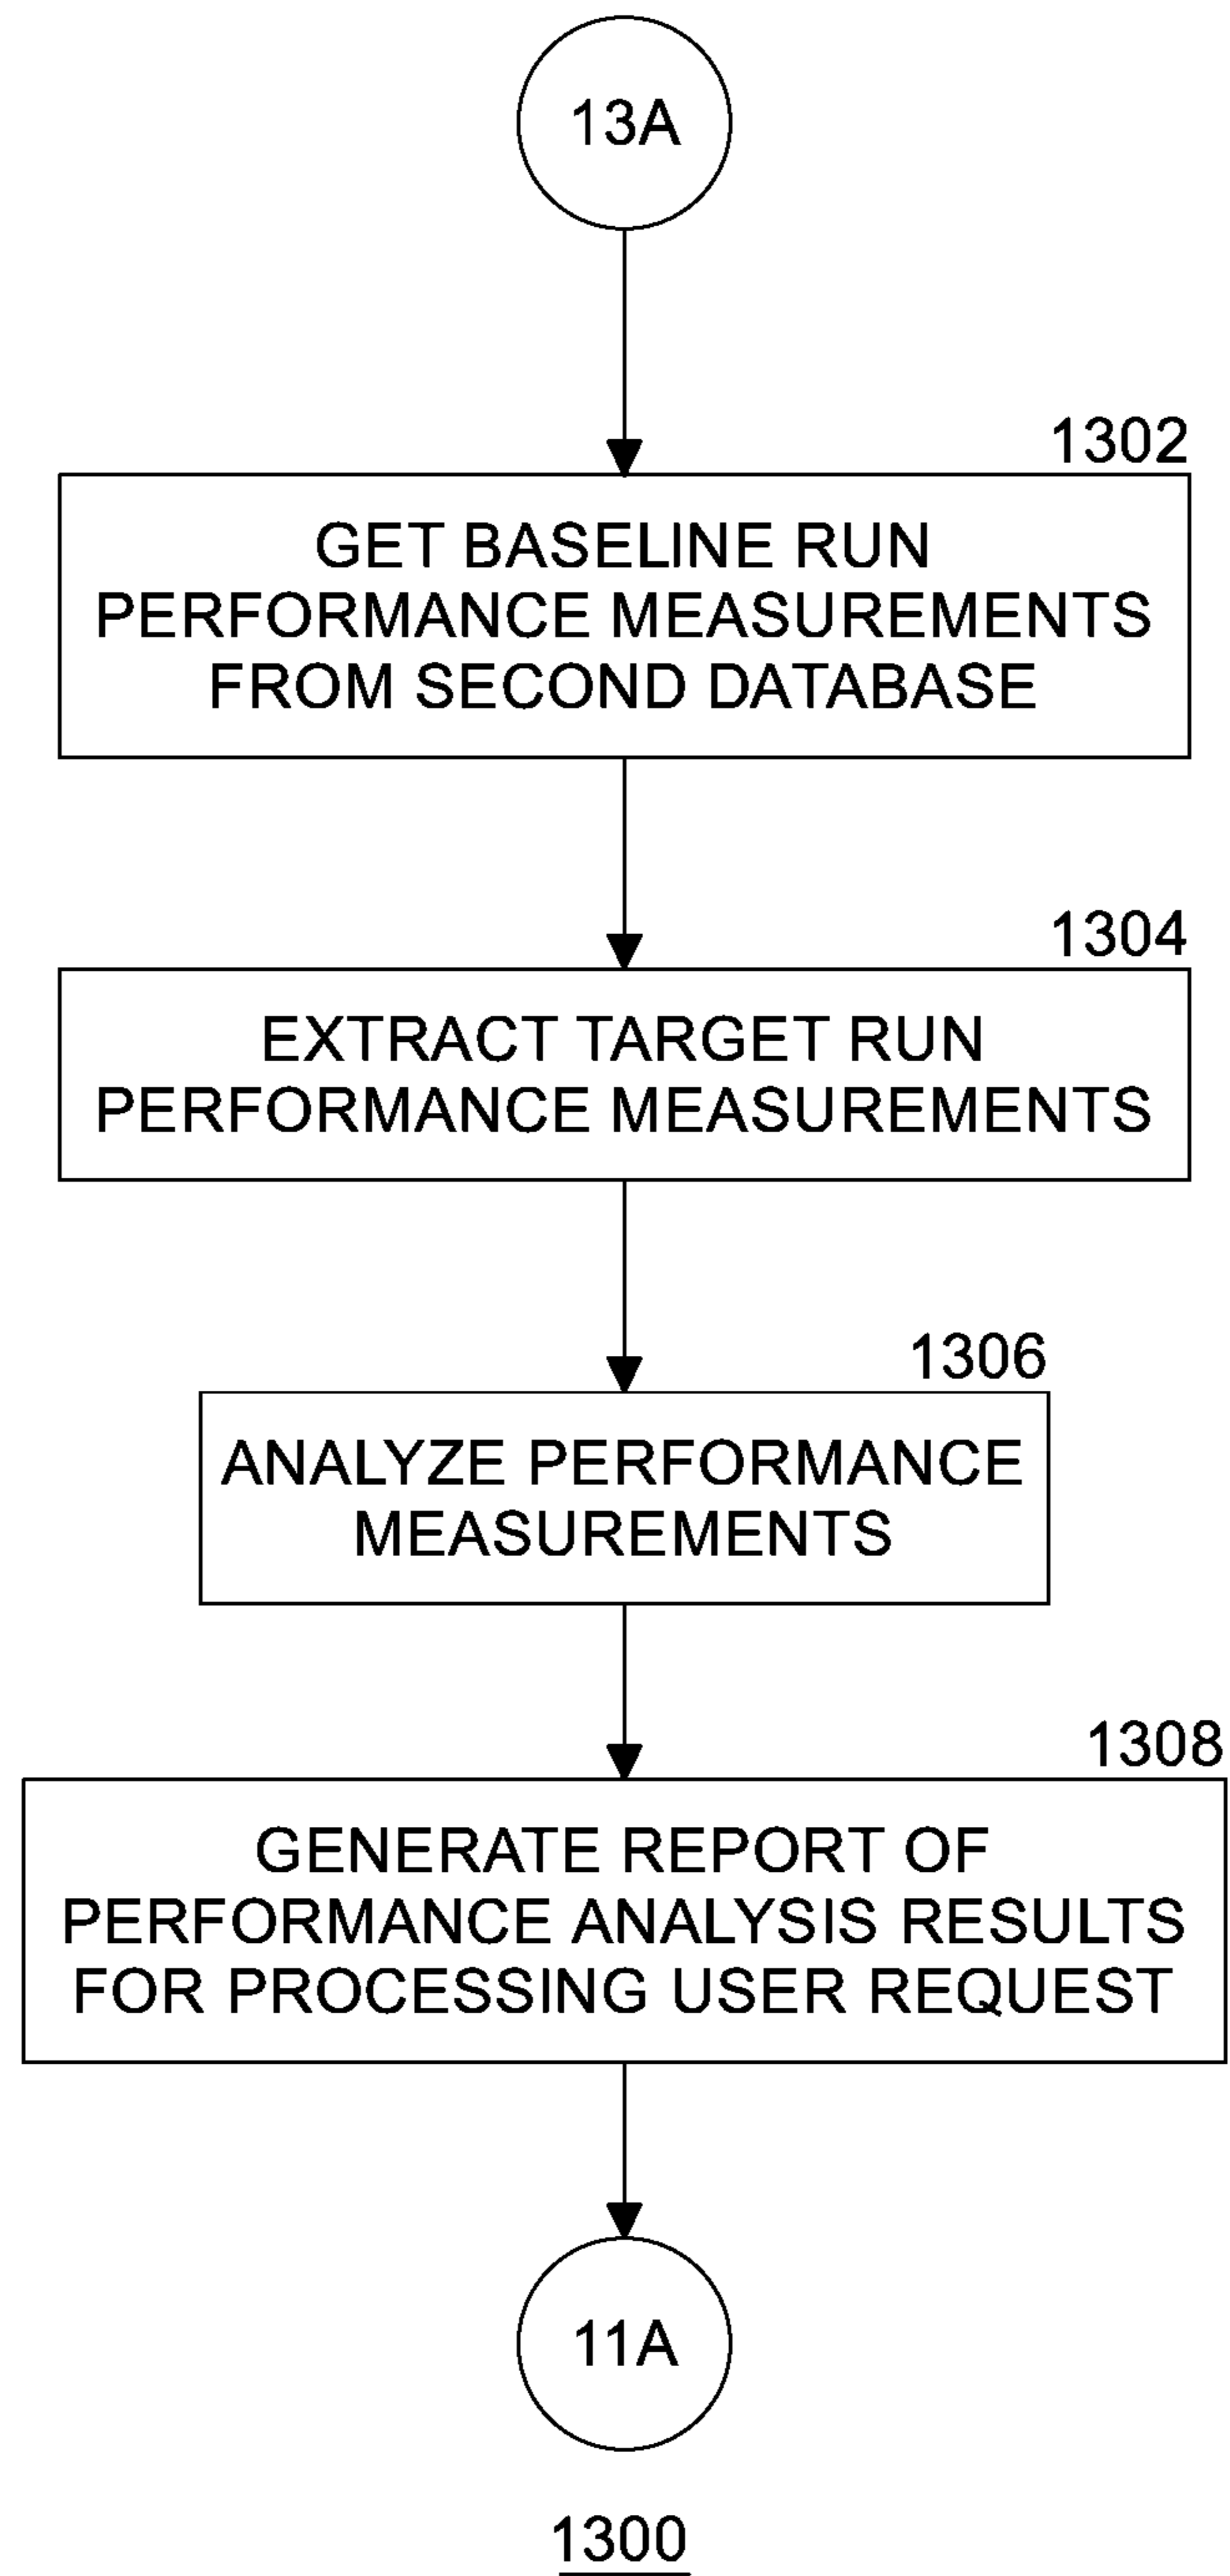 13A
1302
GET BASELINE RUN
PERFORMANCE MEASUREMENTS
FROM SECOND DATABASE
1304
EXTRACT TARGET RUN
PERFORMANCE MEASUREMENTS
1306
ANALYZE PERFORMANCE
MEASUREMENTS
1308
GENERATE REPORT OF
PERFORMANCE ANALYSIS RESULTS
FOR PROCESSING USER REQUEST
11A
1300